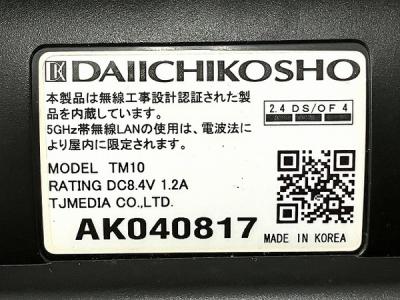 DK DAIICHIKOSHO
本製品は無線工事設計認証された製
品を内蔵しています。
5GHz帯無線LANの使用は、電波法に
より屋内に限定されます。
2.4 DS/OF 4
MODEL TM10
RATING DC8.4V 1.2A
TJMEDIA CO.,LTD.
AK040817
MADE IN KOREA